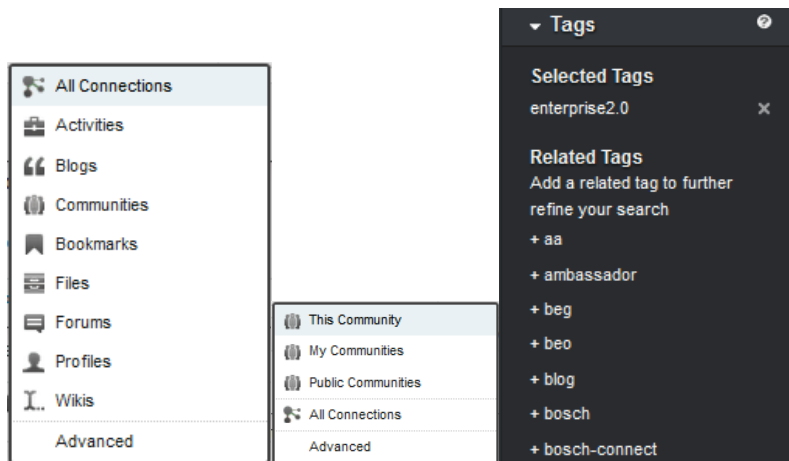 All Connections
Activities
Blogs
Communities
Bookmarks
Files
Forums
Profiles
Wikis
Advanced
This Community
My Communities
Public Communities
All Connections
Advanced
Tags
Selected Tags
enterprise2.0
Related Tags
Add a related tag to further
refine your search
+ aa
+ ambassador
+ beg
+ beo
+ blog
+ bosch
+ bosch-connect